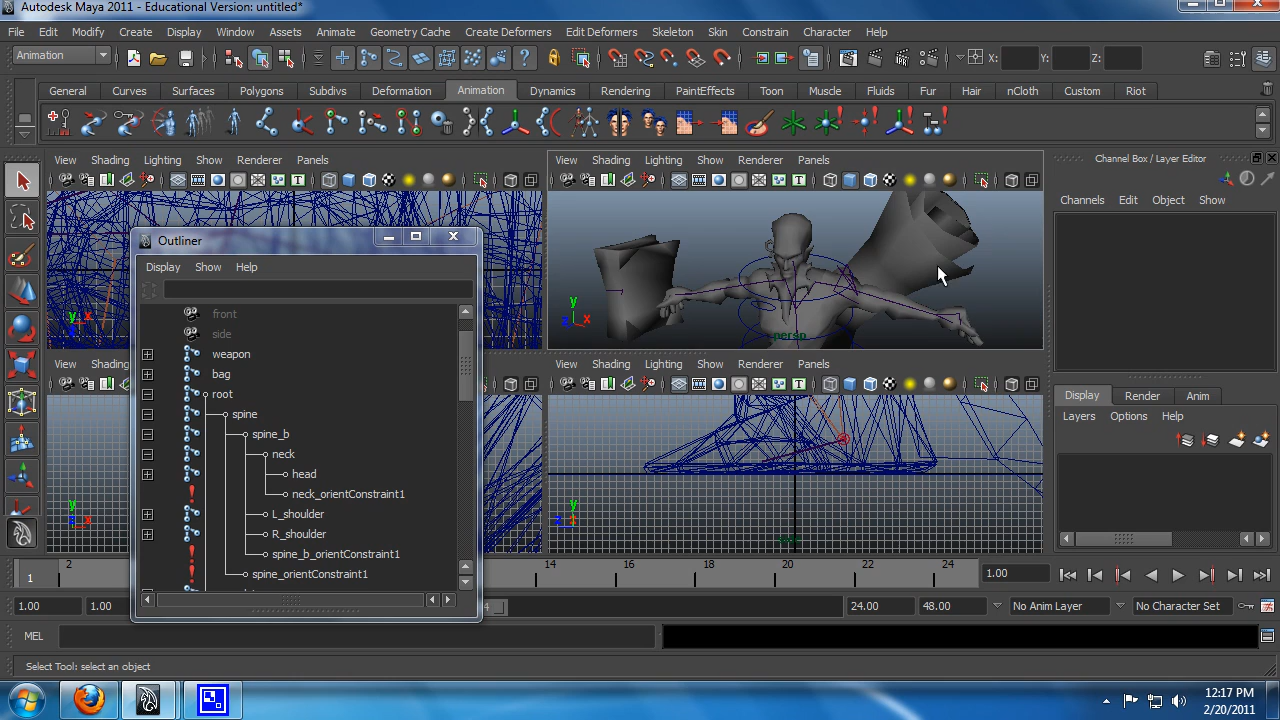 Autodesk Maya 2011 - Educational Version: untitled*
File Edit Modify Create Display Window Assets Animate Geometry Cache Create Deformers Edit Deformers Skeleton Skin Constrain Character Help
Animation X: Y: Z:
General Curves Surfaces Polygons Subdivs Deformation Animation Dynamics Rendering PaintEffects Toon Muscle Fluids Fur Hair nCloth Custom Riot
View Shading Lighting Show Renderer Panels
View Shading Lighting Show Renderer Panels
Channel Box / Layer Editor
Channels Edit Object Show
Outliner
Display Show Help
front
side
weapon
bag
root
spine
spine_b
neck
head
neck_orientConstraint1
L_shoulder
R_shoulder
spine_b_orientConstraint1
spine_orientConstraint1
y
x
y
z
x
persp
View
View Shading Lighting Show Renderer Panels
y
x
y
z
Display Render Anim
Layers Options Help
1 2 14 16 18 20 22 24 1.00
1.00 1.00 24.00 48.00 No Anim Layer No Character Set
MEL
Select Tool: select an object
12:17 PM
2/20/2011